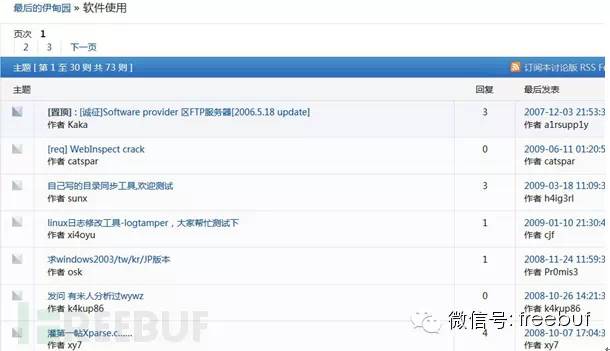 最后的伊甸园 » 软件使用
页次 1
2 3 下一页
主题 [ 第 1 至 30 则 共 73 则 ] 订阅本讨论版 RSS Fe
主题 回复 最后发表
[置顶] : [诚征]Software provider 区FTP服务器[2006.5.18 update] 3 2007-12-03 21:53:3
作者 Kaka 作者 a1rsupp1y
[req] WebInspect crack 0 2009-06-11 01:20:5
作者 catspar 作者 catspar
自己写的目录同步工具,欢迎测试 3 2009-03-18 11:09:3
作者 sunx 作者 h4ig3rl
linux日志修改工具-logtamper，大家帮忙测试下 1 2009-01-10 21:30:4
作者 xi4oyu 作者 cjf
求windows2003/tw/kr/JP版本 1 2008-11-24 11:59:3
作者 osk 作者 Pr0mis3
发问 有米人分析过wywz 0 2008-10-26 14:21:3
作者 k4kup86 作者 k4kup86
灌第一帖Xparse.c...... 4 2008-10-07 17:04:3
作者 xy7 作者 xy7
FREEBUF
微信号: freebuf